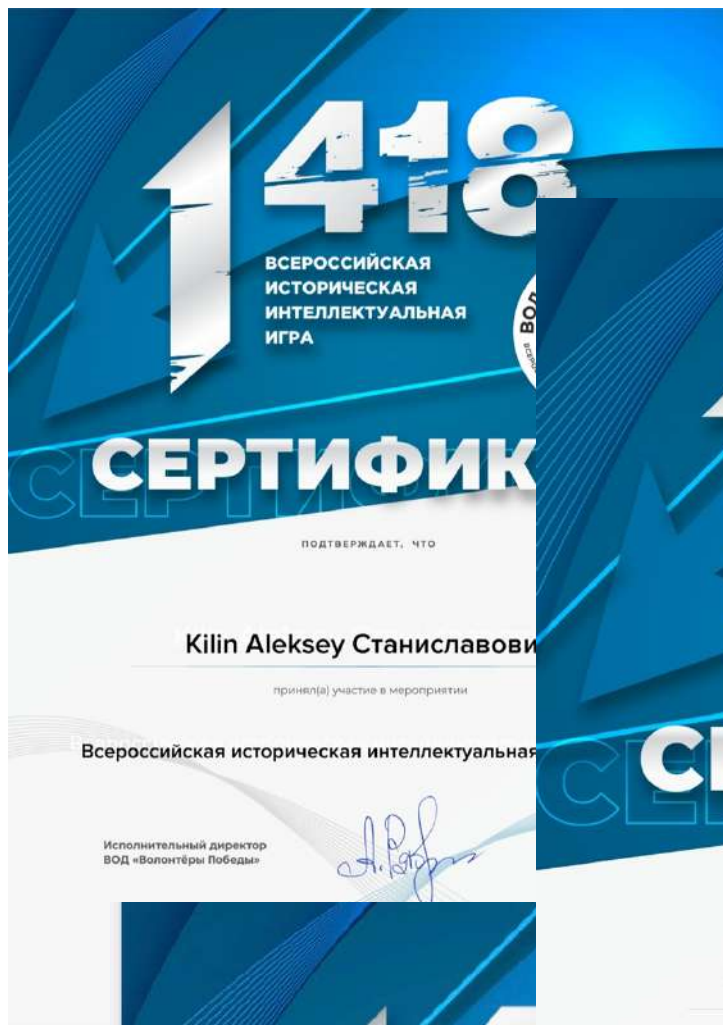 1418
ВСЕРОССИЙСКАЯ
ИСТОРИЧЕСКАЯ
ИНТЕЛЛЕКТУАЛЬНАЯ
ИГРА
СЕРТИФИК
ПОДТВЕРЖДАЕТ, ЧТО
Kilin Aleksey Станиславови
принял(а) участие в мероприятии
Всероссийская историческая интеллектуальная
Исполнительный директор
ВОД «Волонтёры Победы»